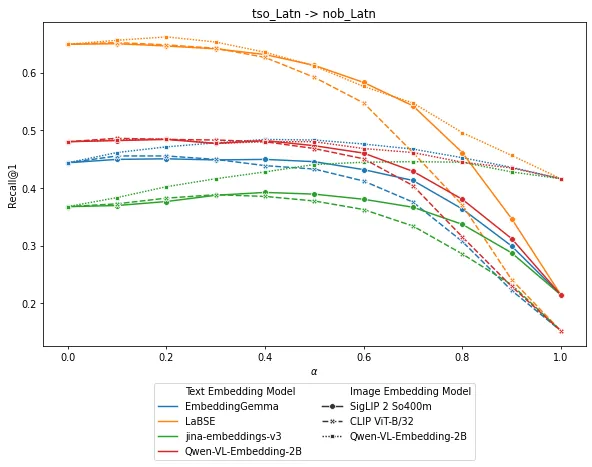 tso_Latn -> nob_Latn
Recall@1
0.6
0.5
0.4
0.3
0.2
0.0 0.2 0.4 0.6 0.8 1.0
α
Text Embedding Model Image Embedding Model
EmbeddingGemma SigLIP 2 So400m
LaBSE CLIP ViT-B/32
jina-embeddings-v3 Qwen-VL-Embedding-2B
Qwen-VL-Embedding-2B